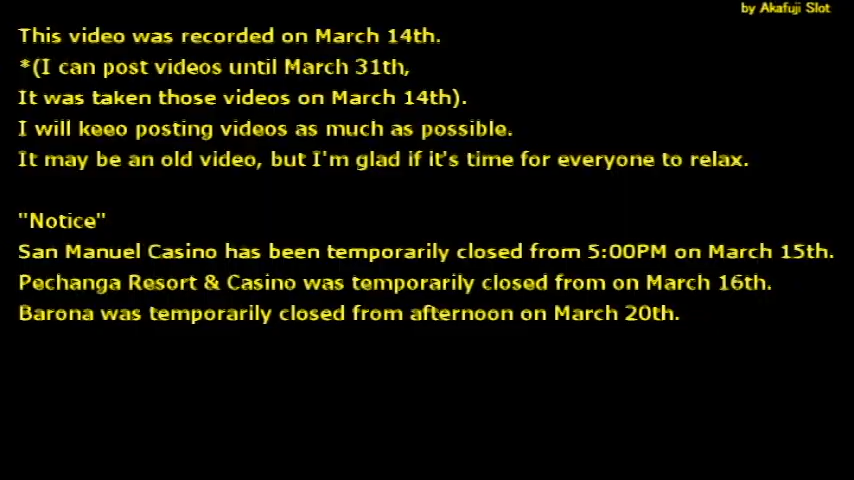 by Akafuji Slot
This video was recorded on March 14th.
*(I can post videos until March 31th,
It was taken those videos on March 14th).
I will keeo posting videos as much as possible.
It may be an old video, but I'm glad if it's time for everyone to relax.
"Notice"
San Manuel Casino has been temporarily closed from 5:00PM on March 15th.
Pechanga Resort & Casino was temporarily closed from on March 16th.
Barona was temporarily closed from afternoon on March 20th.